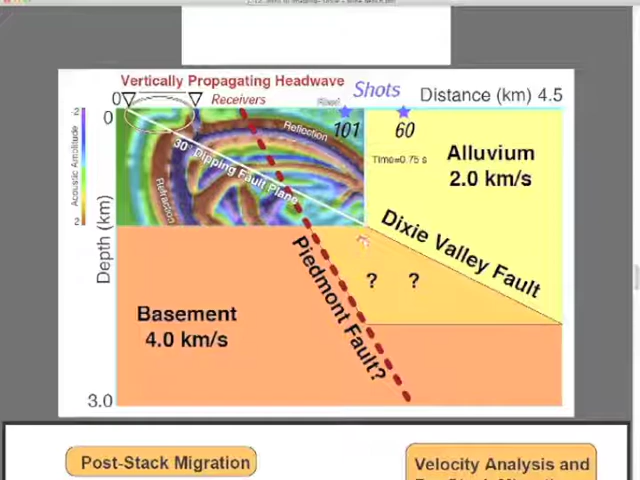 Vertically Propagating Headwave
0
Receivers
Shots
Distance (km) 4.5
0
Reflection
101
60
Time=0.75 s
Alluvium
2.0 km/s
Acoustic Amplitude
-2
2
30° Dipping Fault Plane
Refraction
Depth (km)
Dixie Valley Fault
Piedmont Fault?
? ?
Basement
4.0 km/s
3.0
Post-Stack Migration
Velocity Analysis and